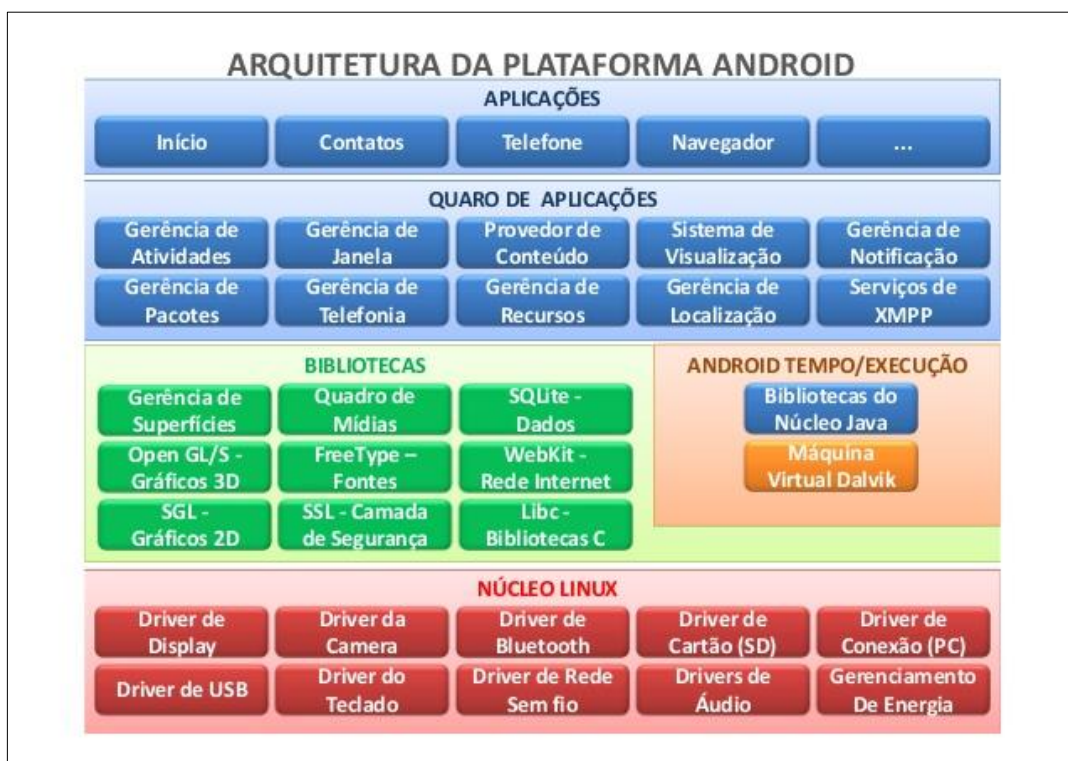 ARQUITETURA DA PLATAFORMA ANDROID
APLICAÇÕES
Início
Contatos
Telefone
Navegador
...
QUARO DE APLICAÇÕES
Gerência de
Atividades
Gerência de
Janela
Provedor de
Conteúdo
Sistema de
Visualização
Gerência de
Notificação
Gerência de
Pacotes
Gerência de
Telefonia
Gerência de
Recursos
Gerência de
Localização
Serviços de
XMPP
BIBLIOTECAS
Gerência de
Superfícies
Quadro de
Mídias
SQLite -
Dados
Open GL/S -
Gráficos 3D
FreeType –
Fontes
WebKit -
Rede Internet
SGL -
Gráficos 2D
SSL - Camada
de Segurança
Libc -
Bibliotecas C
ANDROID TEMPO/EXECUÇÃO
Bibliotecas do
Núcleo Java
Máquina
Virtual Dalvik
NÚCLEO LINUX
Driver de
Display
Driver da
Camera
Driver de
Bluetooth
Driver de
Cartão (SD)
Driver de
Conexão (PC)
Driver de USB
Driver do
Teclado
Driver de Rede
Sem fio
Drivers de
Áudio
Gerenciamento
De Energia